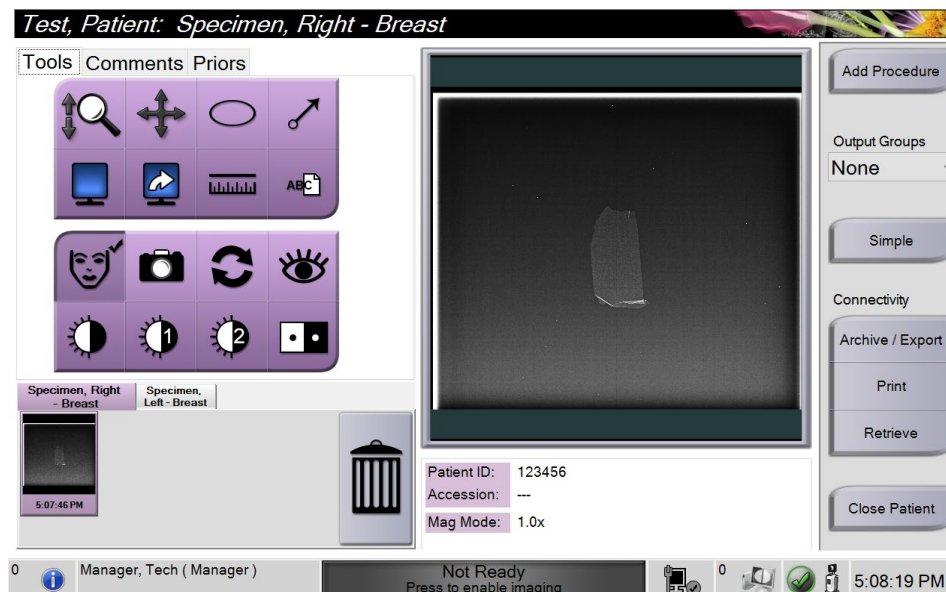 Test, Patient: Specimen, Right - Breast
Tools Comments Priors
ABC
1 2
Specimen, Right - Breast
Specimen, Left - Breast
5:07:46 PM
Patient ID: 123456
Accession: ---
Mag Mode: 1.0x
Add Procedure
Output Groups
None
Simple
Connectivity
Archive / Export
Print
Retrieve
Close Patient
0 Manager, Tech ( Manager )
Not Ready
Press to enable imaging
0
5:08:19 PM